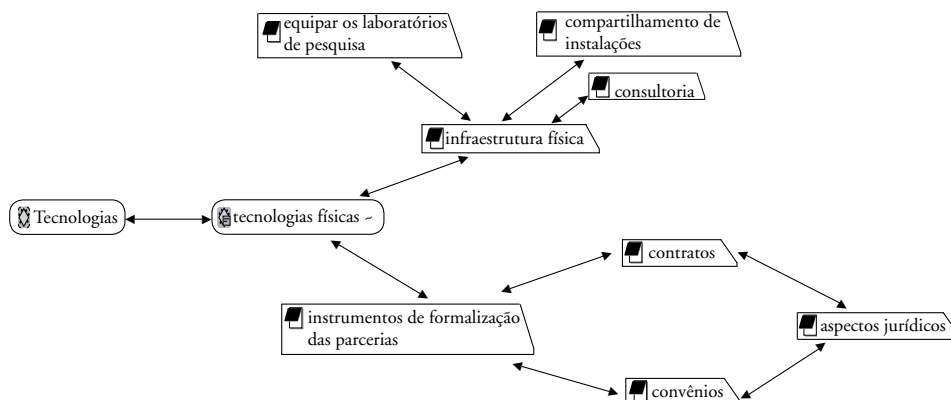 equipar os laboratórios
de pesquisa
compartilhamento de
instalações
consultoria
infraestrutura física
Tecnologias
tecnologias físicas ~
contratos
instrumentos de formalização
das parcerias
aspectos jurídicos
convênios